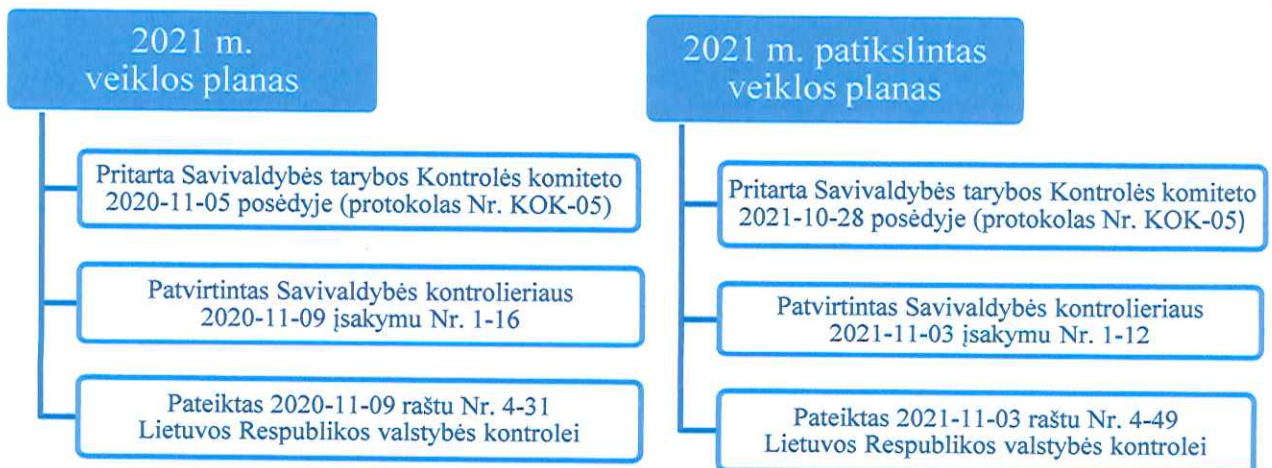 2021 m.
veiklos planas
Pritarta Savivaldybės tarybos Kontrolės komiteto
2020-11-05 posėdyje (protokolas Nr. KOK-05)
Patvirtintas Savivaldybės kontrolieriaus
2020-11-09 įsakymu Nr. 1-16
Pateiktas 2020-11-09 raštu Nr. 4-31
Lietuvos Respublikos valstybės kontrolei
2021 m. patikslintas
veiklos planas
Pritarta Savivaldybės tarybos Kontrolės komiteto
2021-10-28 posėdyje (protokolas Nr. KOK-05)
Patvirtintas Savivaldybės kontrolieriaus
2021-11-03 įsakymu Nr. 1-12
Pateiktas 2021-11-03 raštu Nr. 4-49
Lietuvos Respublikos valstybės kontrolei